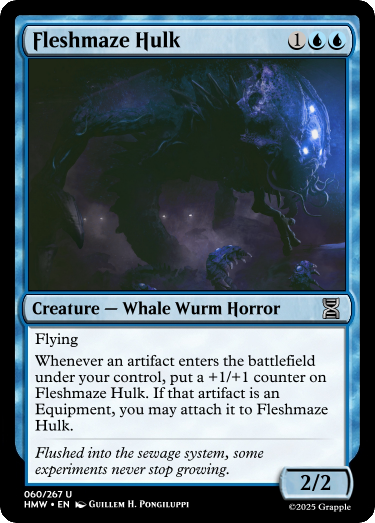 Fleshmaze Hulk 1
Creature — Whale Wurm Horror
Flying
Whenever an artifact enters the battlefield
under your control, put a +1/+1 counter on
Fleshmaze Hulk. If that artifact is an
Equipment, you may attach it to Fleshmaze
Hulk.
Flushed into the sewage system, some
experiments never stop growing.
2/2
060/267 U
HMW • EN Guillem H. Pongiluppi
©2025 Grapple